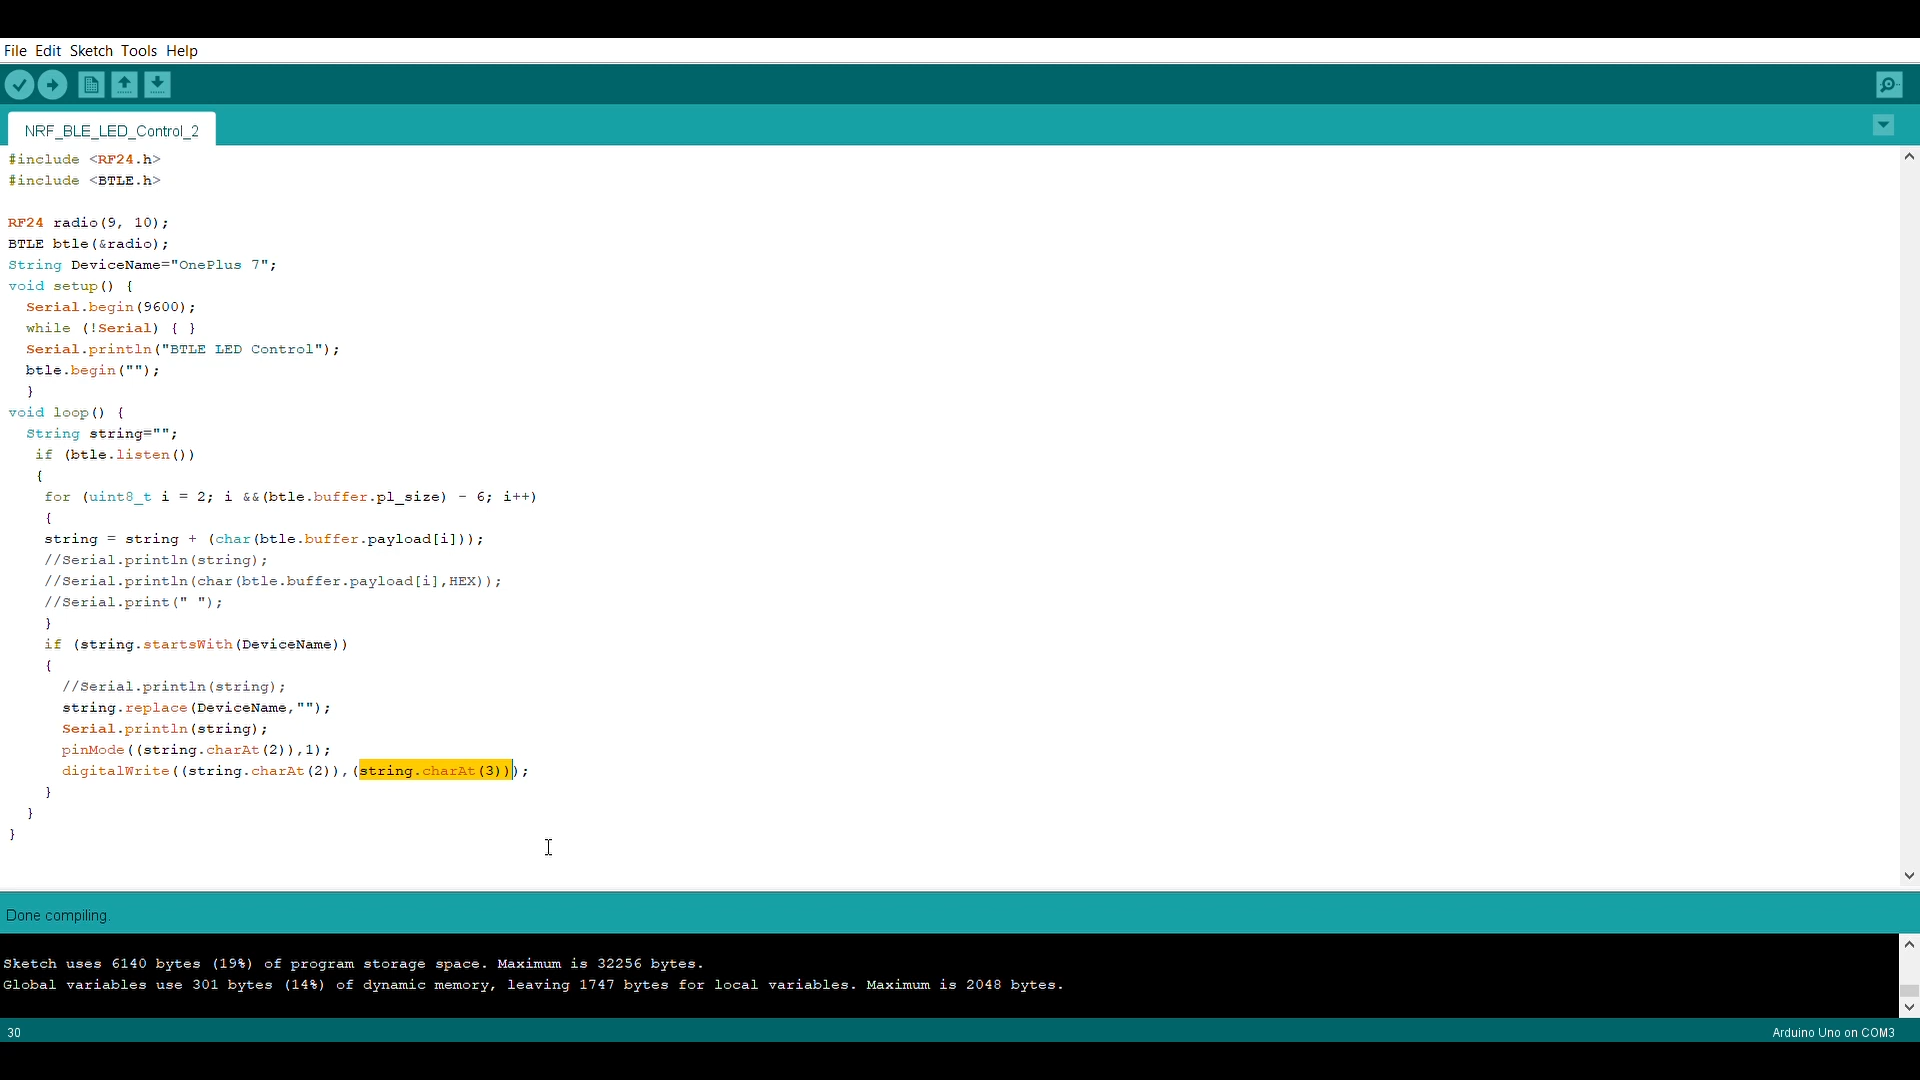 File Edit Sketch Tools Help
NRF_BLE_LED_Control_2
#include <RF24.h>
#include <BTLE.h>
RF24 radio(9, 10);
BTLE btle(&radio);
String DeviceName="OnePlus 7";
void setup() {
Serial.begin(9600);
while (!Serial) { }
Serial.println("BTLE LED Control");
btle.begin("");
}
void loop() {
String string="";
if (btle.listen())
{
for (uint8_t i = 2; i &&(btle.buffer.pl_size) - 6; i++)
{
string = string + (char(btle.buffer.payload[i]));
//Serial.println(string);
//Serial.println(char(btle.buffer.payload[i],HEX));
//Serial.print(" ");
}
if (string.startsWith(DeviceName))
{
//Serial.println(string);
string.replace(DeviceName,"");
Serial.println(string);
pinMode((string.charAt(2)),1);
digitalWrite((string.charAt(2)),(string.charAt(3)));
}
}
}
Done compiling.
Sketch uses 6140 bytes (19%) of program storage space. Maximum is 32256 bytes.
Global variables use 301 bytes (14%) of dynamic memory, leaving 1747 bytes for local variables. Maximum is 2048 bytes.
30
Arduino Uno on COM3